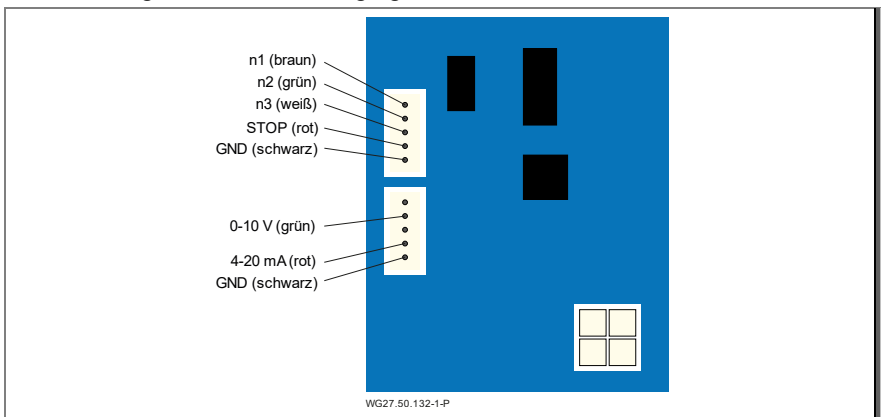 n1 (braun)
n2 (grün)
n3 (weiß)
STOP (rot)
GND (schwarz)
0-10 V (grün)
4-20 mA (rot)
GND (schwarz)
WG27.50.132-1-P